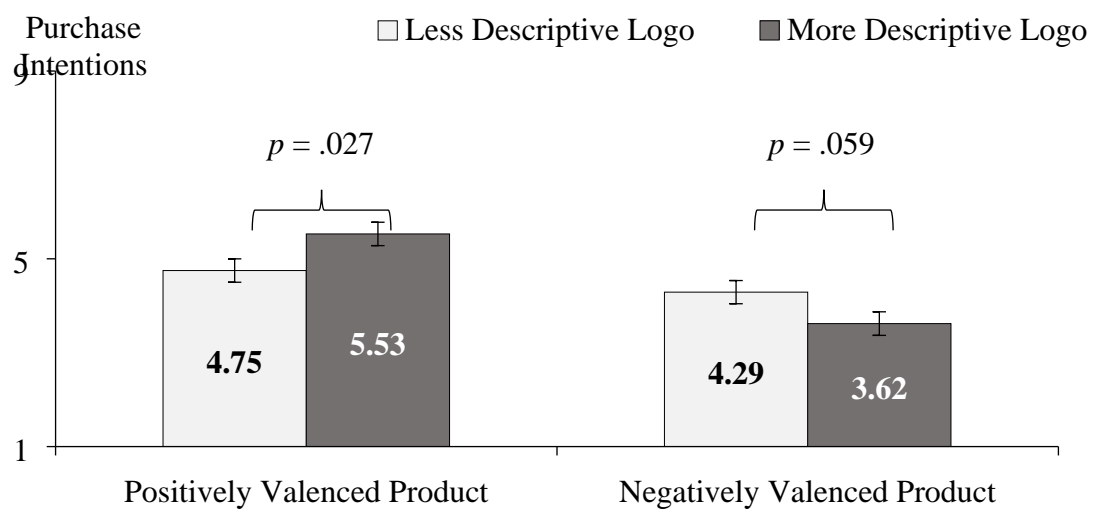 Purchase
Intentions
Less Descriptive Logo
More Descriptive Logo
9
p = .027
p = .059
5
4.75
5.53
4.29
3.62
1
Positively Valenced Product
Negatively Valenced Product